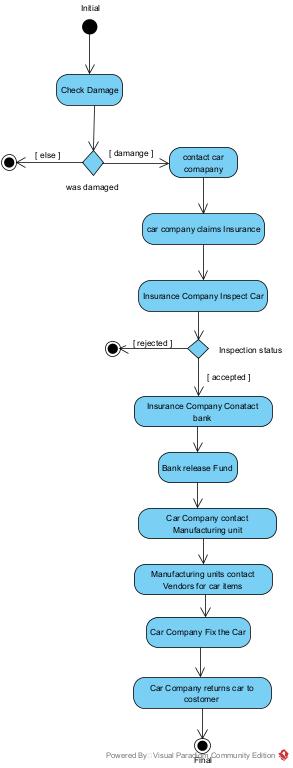 Initial
Check Damage
[ else ]
[ damange ]
was damaged
contact car
comapany
car company claims Insurance
Insurance Company Inspect Car
[ rejected ]
Inspection status
[ accepted ]
Insurance Company Conatact
bank
Bank release Fund
Car Company contact
Manufacturing unit
Manufacturing units contact
Vendors for car items
Car Company Fix the Car
Car Company returns car to
costomer
Powered By Visual Paradigm Community Edition
Final